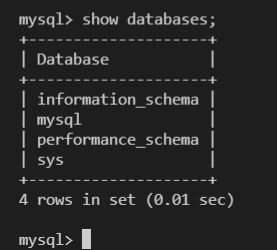 mysql> show databases;
+--------------------+
| Database           |
+--------------------+
| information_schema |
| mysql              |
| performance_schema |
| sys                |
+--------------------+
4 rows in set (0.01 sec)
mysql>